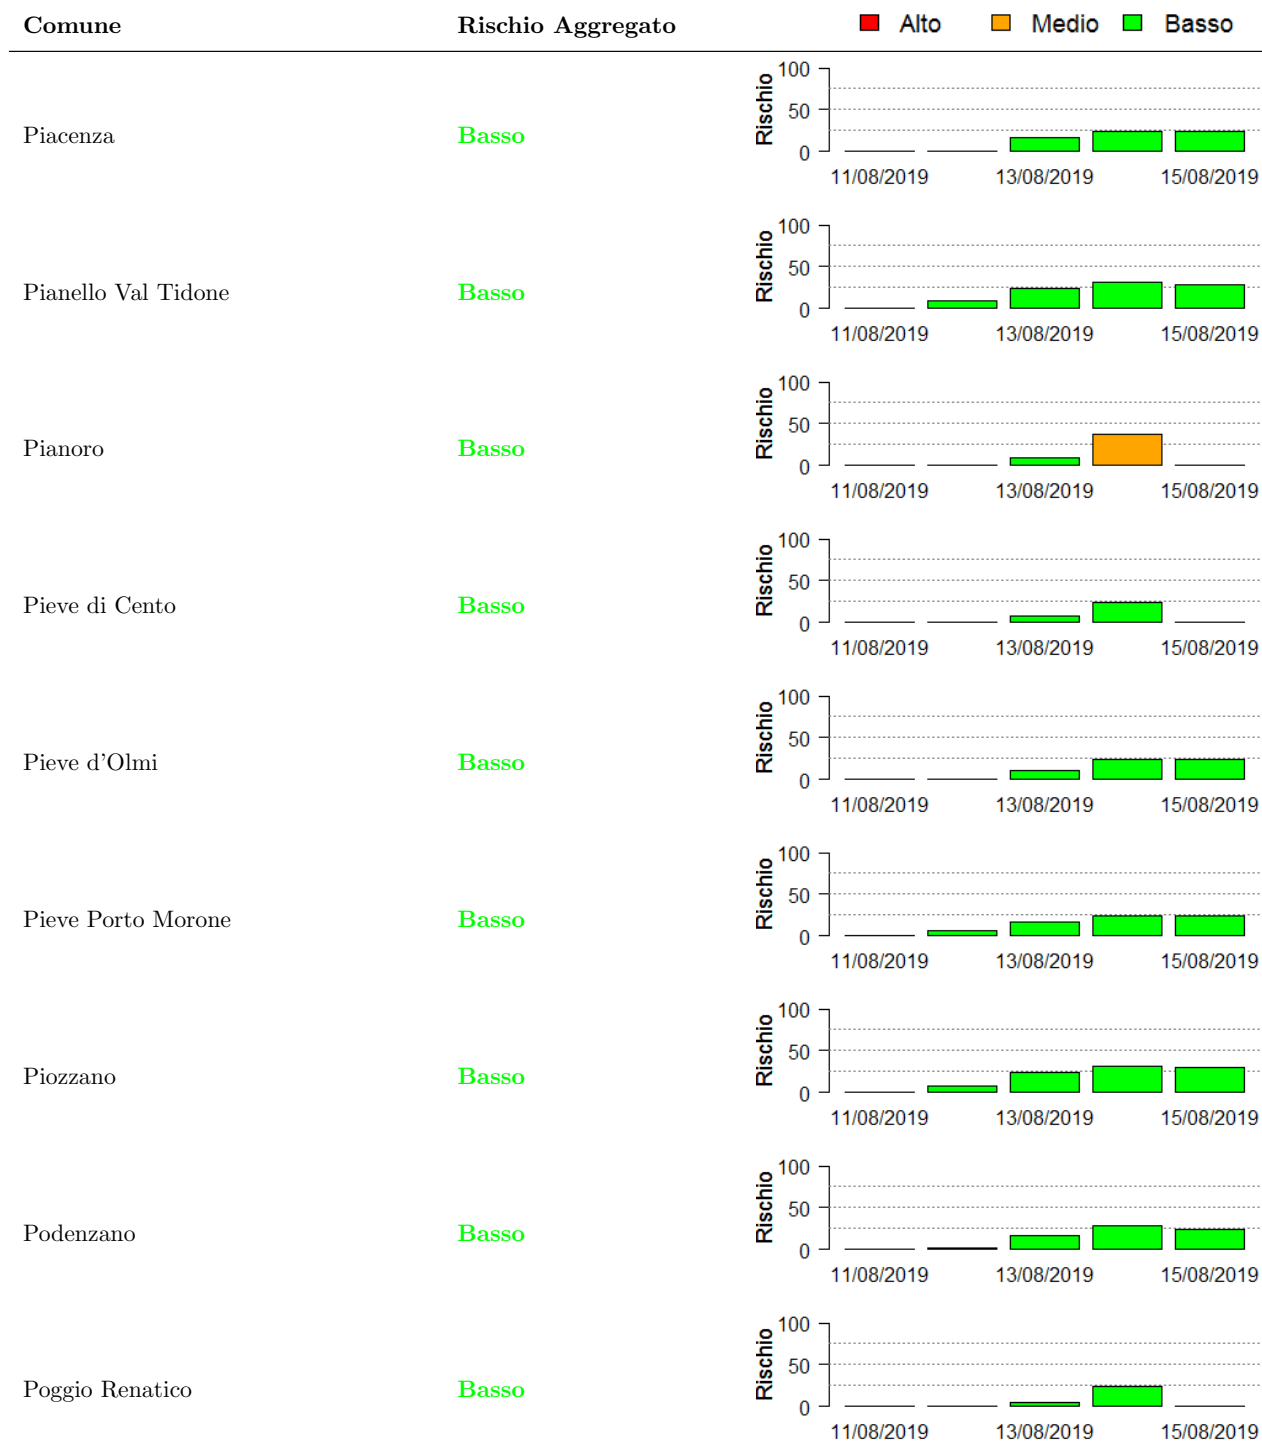 Comune Rischio Aggregato Alto Medio Basso
Piacenza Basso Rischio 100 50 0
11/08/2019 13/08/2019 15/08/2019
Pianello Val Tidone Basso Rischio 100 50 0
11/08/2019 13/08/2019 15/08/2019
Pianoro Basso Rischio 100 50 0
11/08/2019 13/08/2019 15/08/2019
Pieve di Cento Basso Rischio 100 50 0
11/08/2019 13/08/2019 15/08/2019
Pieve d'Olmi Basso Rischio 100 50 0
11/08/2019 13/08/2019 15/08/2019
Pieve Porto Morone Basso Rischio 100 50 0
11/08/2019 13/08/2019 15/08/2019
Piozzano Basso Rischio 100 50 0
11/08/2019 13/08/2019 15/08/2019
Podenzano Basso Rischio 100 50 0
11/08/2019 13/08/2019 15/08/2019
Poggio Renatico Basso Rischio 100 50 0
11/08/2019 13/08/2019 15/08/2019